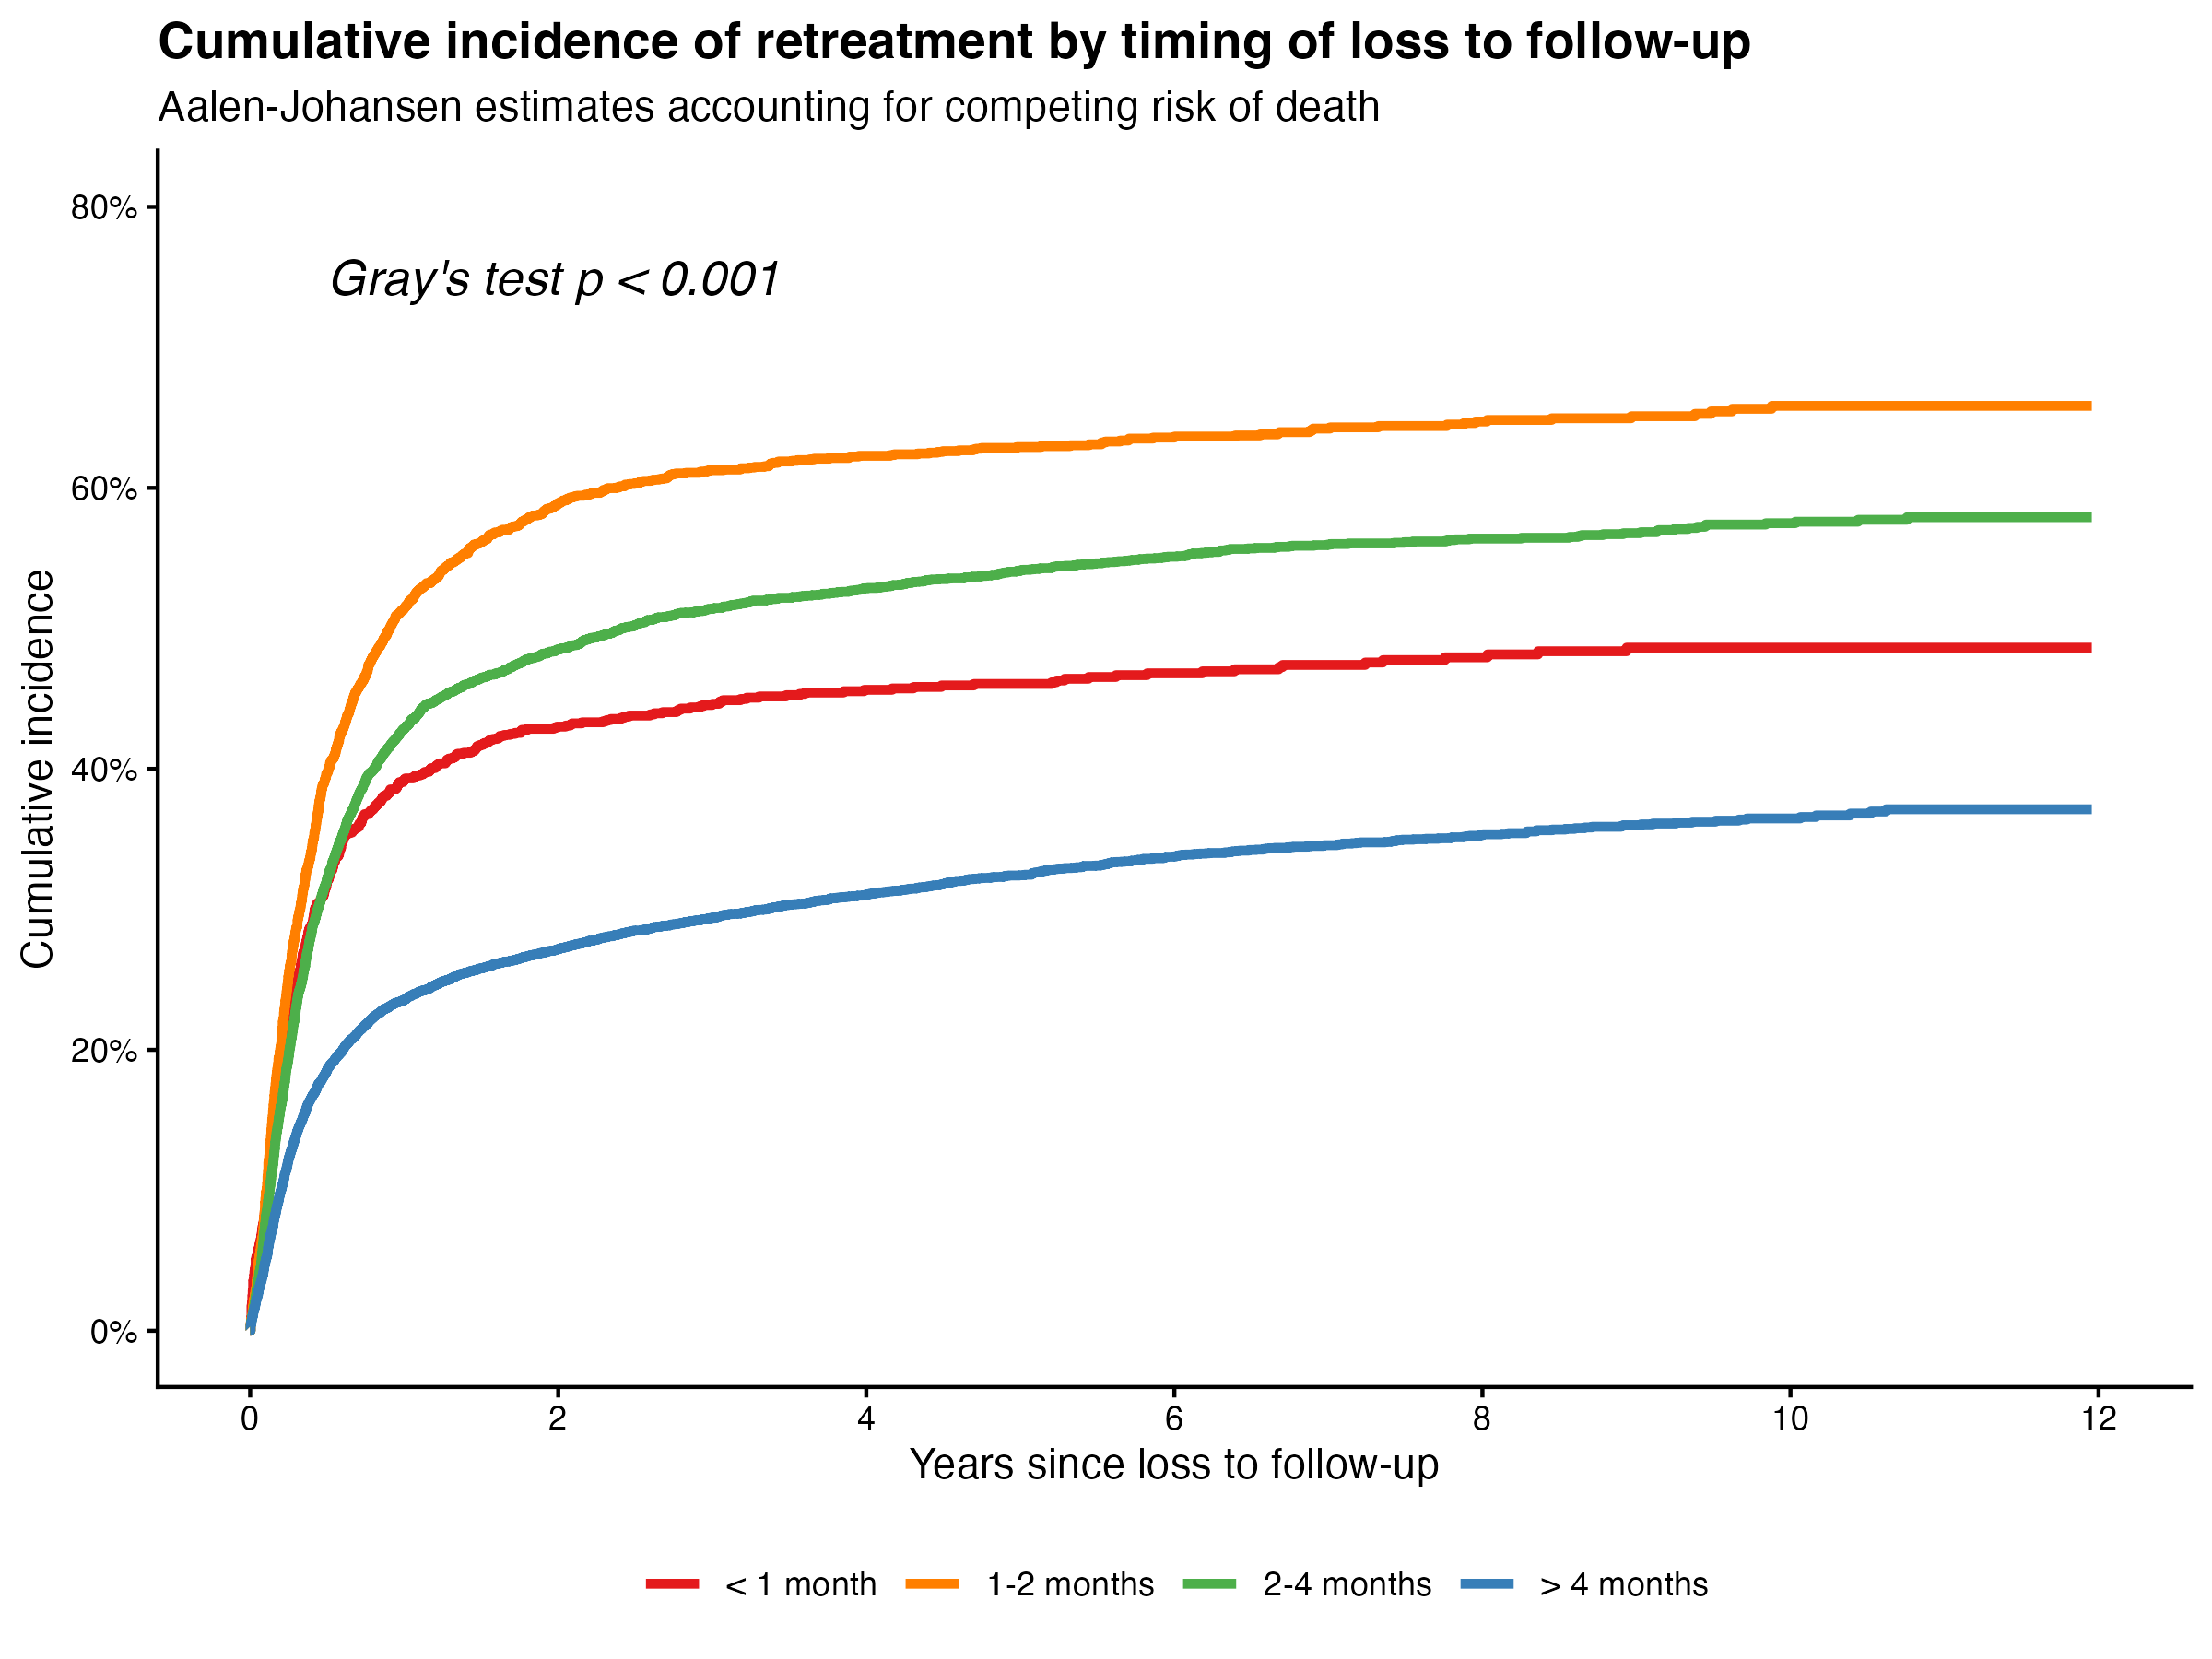 Cumulative incidence of retreatment by timing of loss to follow-up
Aalen-Johansen estimates accounting for competing risk of death
80%
Gray's test p < 0.001
60%
40%
20%
0%
Cumulative incidence
0 2 4 6 8 10 12
Years since loss to follow-up
< 1 month 1-2 months 2-4 months > 4 months